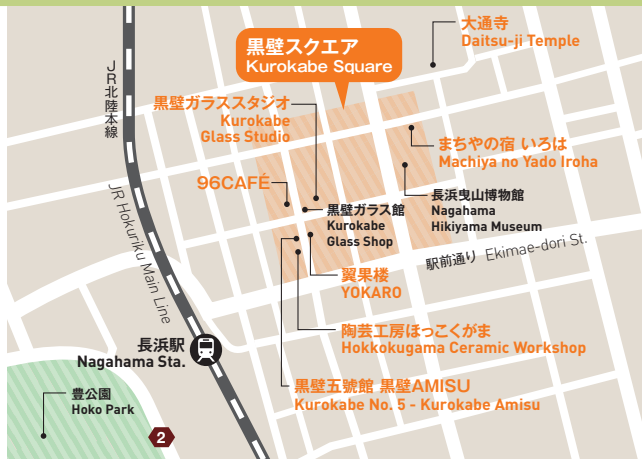 大通寺
Daitsu-ji Temple
黒壁スクエア
Kurokabe Square
JR北陸本線
黒壁ガラススタジオ
Kurokabe
Glass Studio
まちやの宿 いろは
Machiya no Yado Iroha
96CAFÉ
長浜曳山博物館
Nagahama
Hikiyama Museum
黒壁ガラス館
Kurokabe
Glass Shop
JR Hokuriku Main Line
駅前通り Ekimae-dori St.
翼果楼
YOKARO
陶芸工房ほっこくがま
Hokkokugama Ceramic Workshop
長浜駅
Nagahama Sta.
黒壁五號館 黒壁AMISU
Kurokabe No. 5 - Kurokabe Amisu
豊公園
Hoko Park
2